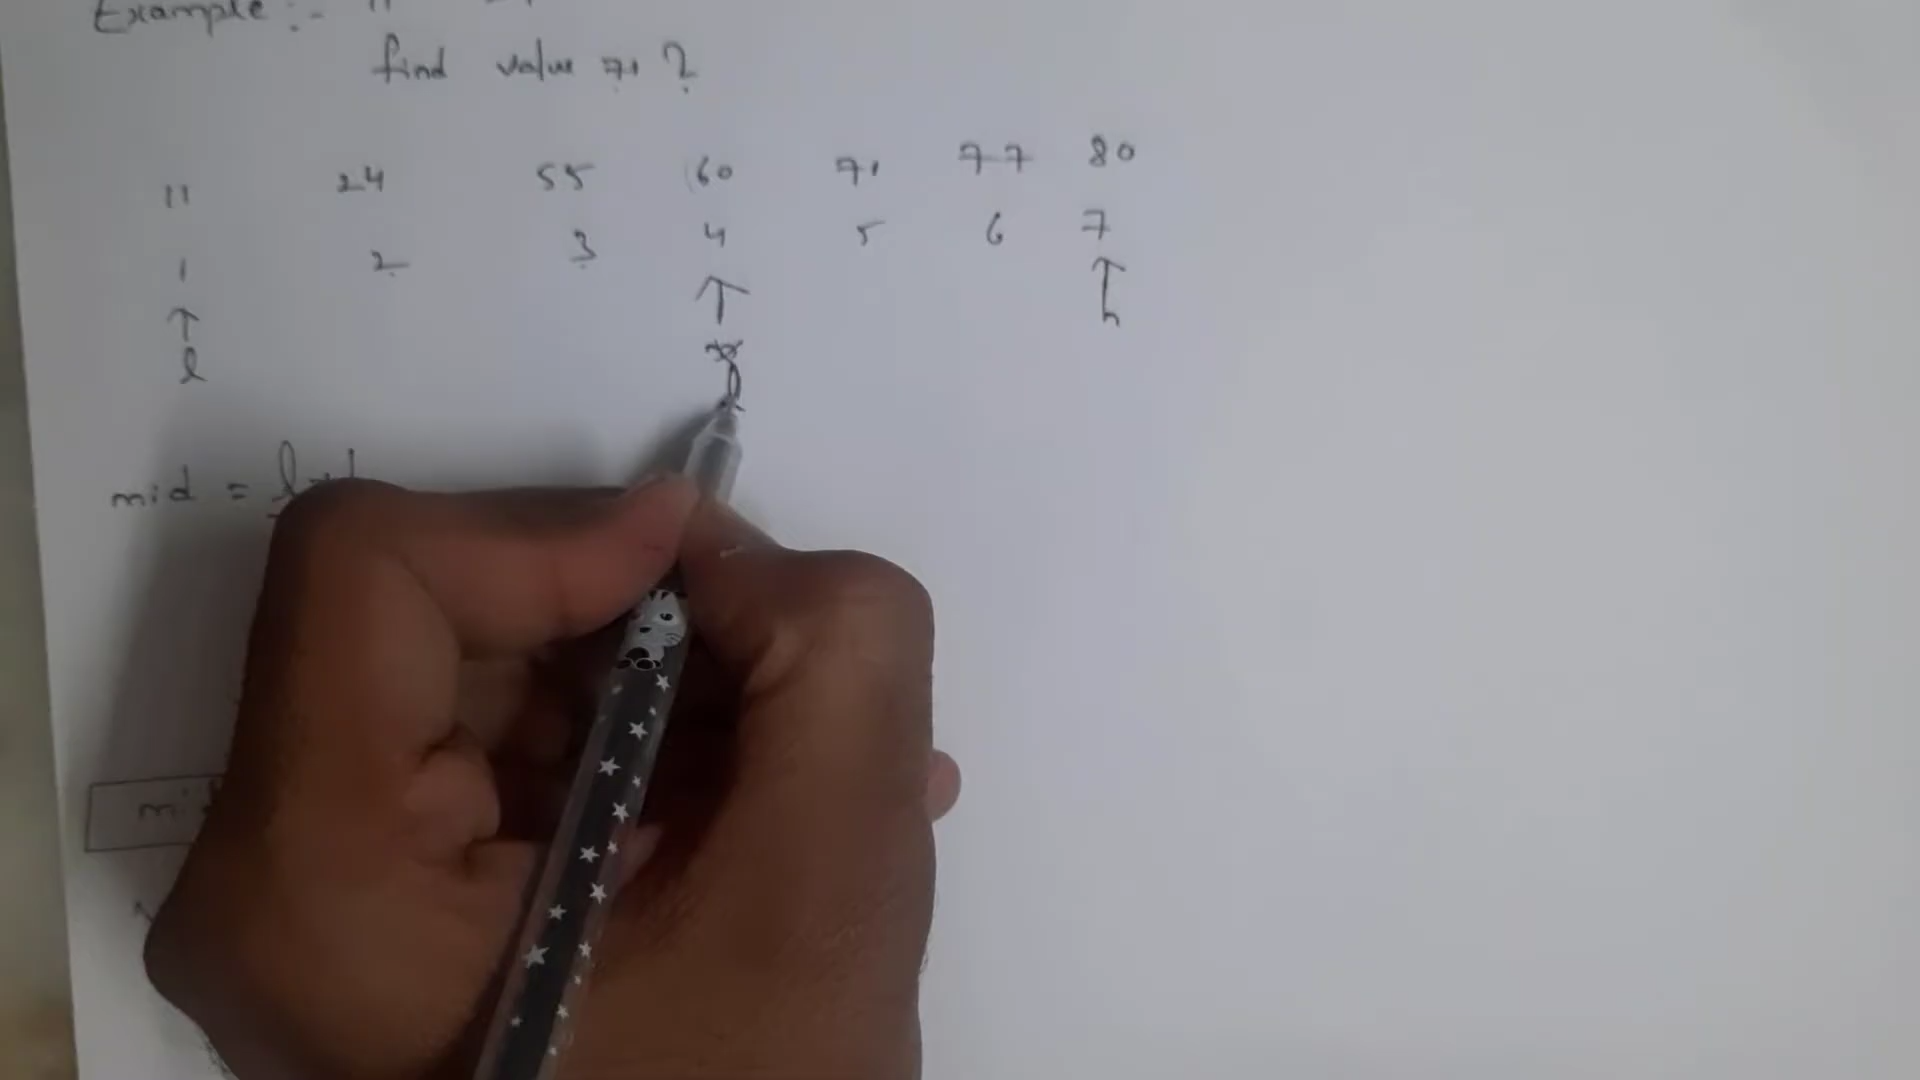 Example :-
find value 71 ?
11 24 55 60 71 77 80
1 2 3 4 5 6 7
↑ ↑ ↑
l l h
mid = l+h